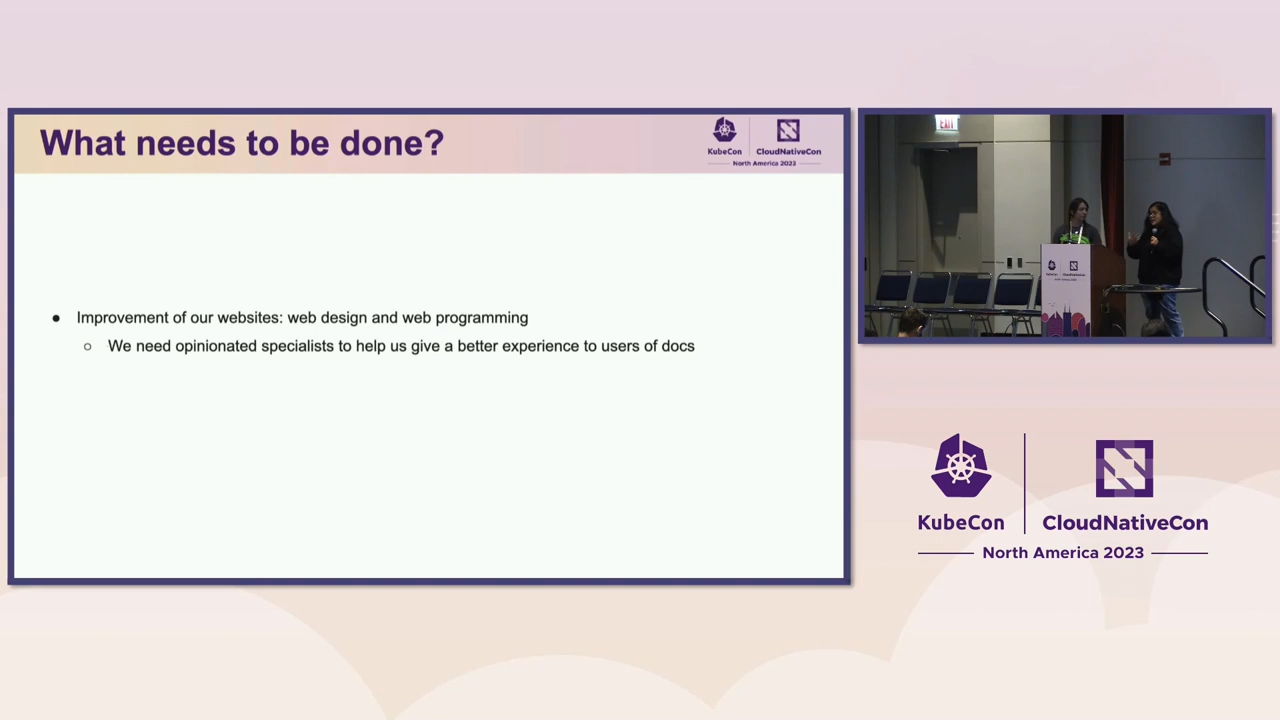 What needs to be done?
KubeCon
CloudNativeCon
North America 2023
● Improvement of our websites: web design and web programming
○ We need opinionated specialists to help us give a better experience to users of docs
EXIT
KubeCon
CloudNativeCon
North America 2023